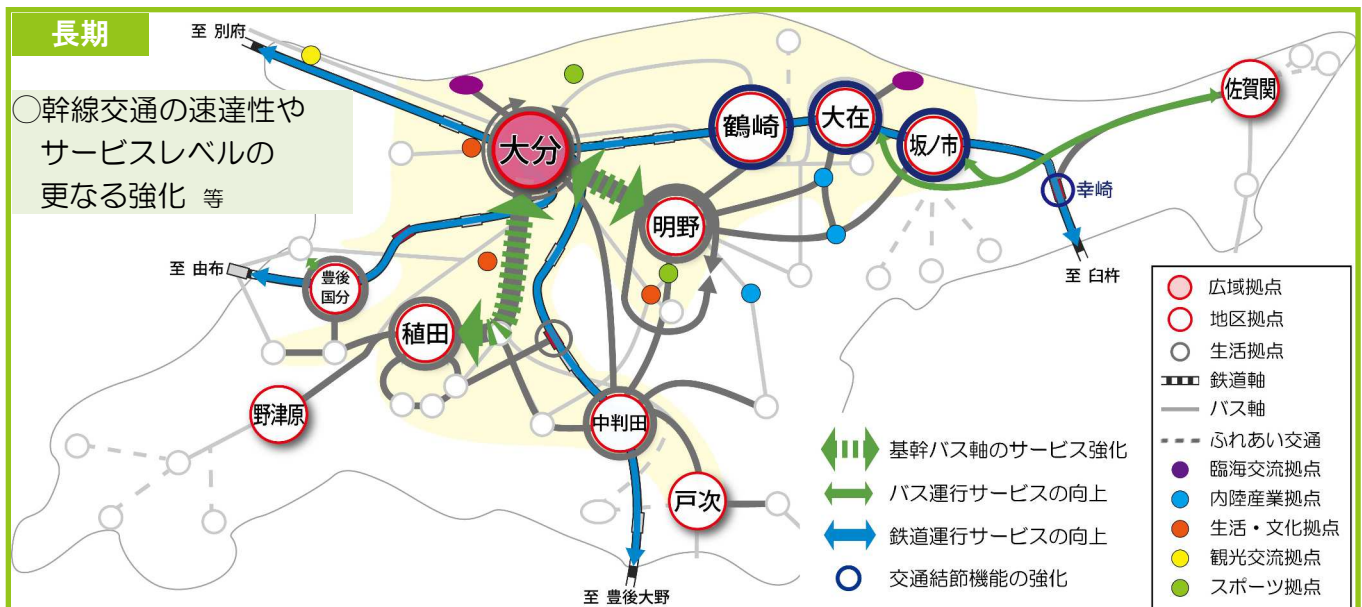 長期
至 別府
○幹線交通の速達性や
サービスレベルの
更なる強化 等
大分
鶴崎
大在
坂ノ市
佐賀関
幸崎
至 臼杵
明野
至 由布
豊後
国分
稙田
野津原
中判田
戸次
至 豊後大野
基幹バス軸のサービス強化
バス運行サービスの向上
鉄道運行サービスの向上
交通結節機能の強化
広域拠点
地区拠点
生活拠点
鉄道軸
バス軸
ふれあい交通
臨海交流拠点
内陸産業拠点
生活・文化拠点
観光交流拠点
スポーツ拠点